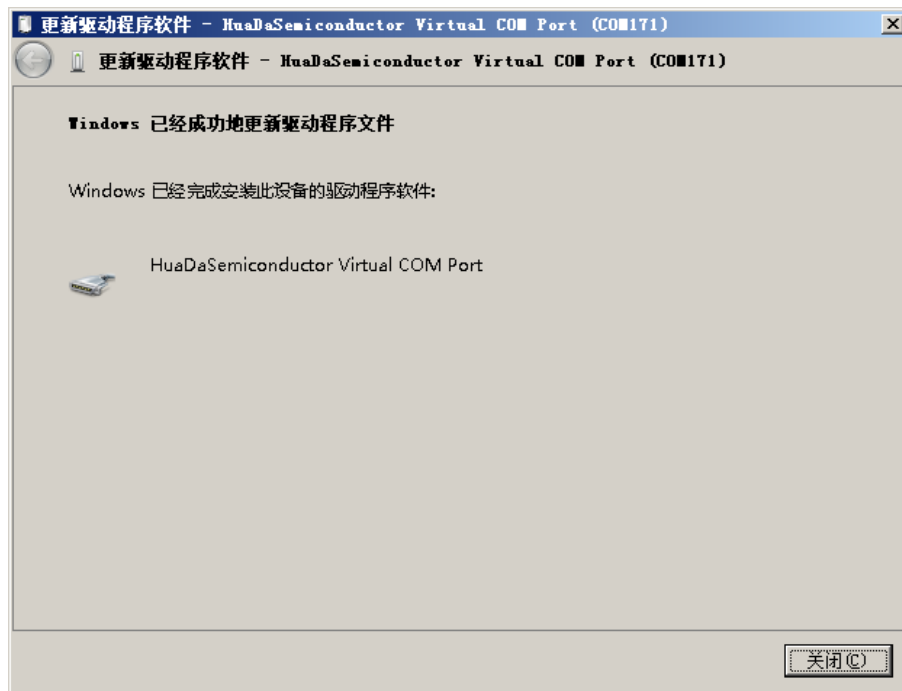 更新驱动程序软件 - HuaDaSemiconductor Virtual COM Port (COM171)
更新驱动程序软件 - HuaDaSemiconductor Virtual COM Port (COM171)
Windows 已经成功地更新驱动程序文件
Windows 已经完成安装此设备的驱动程序软件:
HuaDaSemiconductor Virtual COM Port
关闭(C)